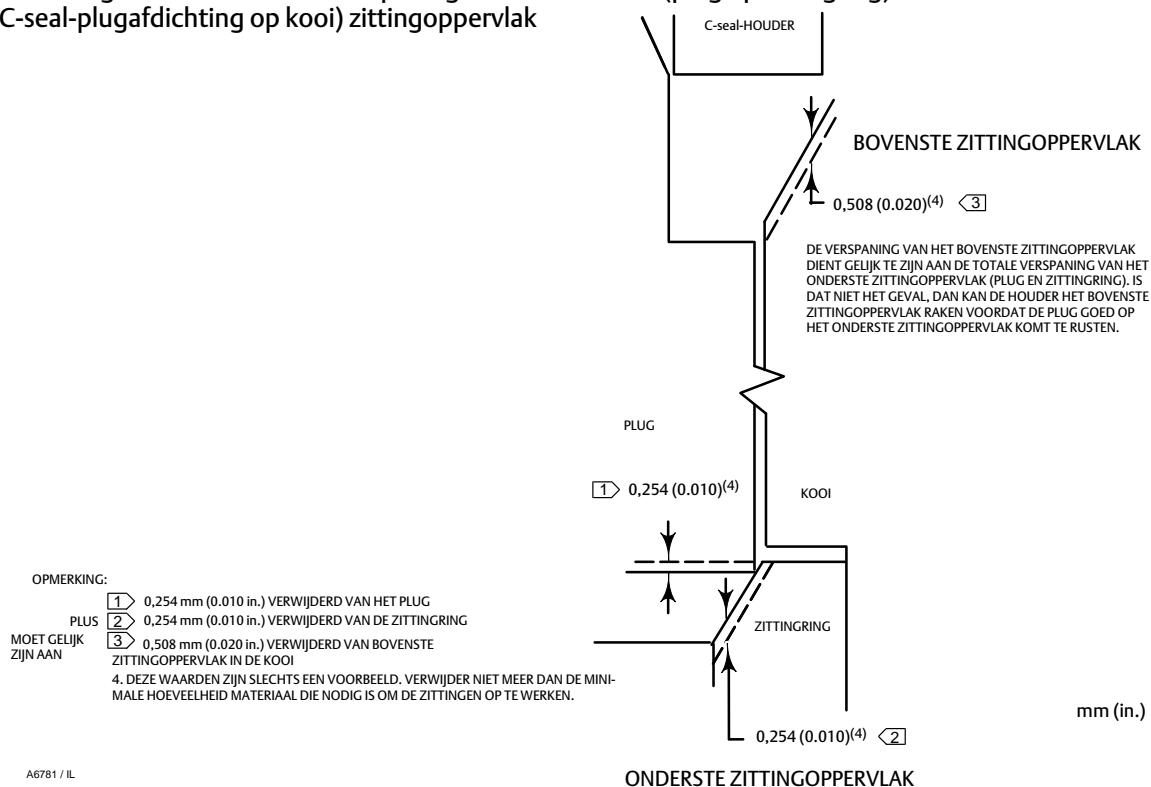 C-seal-plugafdichting op kooi) zittingoppervlak
C-seal-HOUDER
BOVENSTE ZITTINGOPPERVLAK
0,508 (0.020)(4) 3
DE VERSPANING VAN HET BOVENSTE ZITTINGOPPERVLAK
DIENT GELIJK TE ZIJN AAN DE TOTALE VERSPANING VAN HET
ONDERSTE ZITTINGOPPERVLAK (PLUG EN ZITTINGRING). IS
DAT NIET HET GEVAL, DAN KAN DE HOUDER HET BOVENSTE
ZITTINGOPPERVLAK RAKEN VOORDAT DE PLUG GOED OP
HET ONDERSTE ZITTINGOPPERVLAK KOMT TE RUSTEN.
PLUG
1 0,254 (0.010)(4)
KOOI
OPMERKING:
1 0,254 mm (0.010 in.) VERWIJDERD VAN HET PLUG
PLUS 2 0,254 mm (0.010 in.) VERWIJDERD VAN DE ZITTINGRING
MOET GELIJK
ZIJN AAN
3 0,508 mm (0.020 in.) VERWIJDERD VAN BOVENSTE
ZITTINGOPPERVLAK IN DE KOOI
4. DEZE WAARDEN ZIJN SLECHTS EEN VOORBEELD. VERWIJDER NIET MEER DAN DE MINI-
MALE HOEVEELHEID MATERIAAL DIE NODIG IS OM DE ZITTINGEN OP TE WERKEN.
ZITTINGRING
mm (in.)
0,254 (0.010)(4) 2
A6781 / IL
ONDERSTE ZITTINGOPPERVLAK